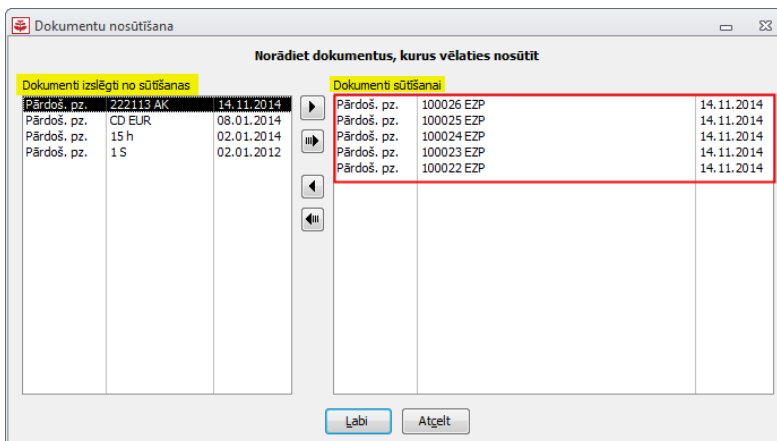 Dokumentu nosūtīšana
Norādiet dokumentus, kurus vēlaties nosūtīt
Dokumenti izslēgti no sūtīšanas
Pārdoš. pz. 222113 AK 14.11.2014
Pārdoš. pz. CD EUR 08.01.2014
Pārdoš. pz. 15 h 02.01.2014
Pārdoš. pz. 1 S 02.01.2012
Dokumenti sūtīšanai
Pārdoš. pz. 100026 EZP 14.11.2014
Pārdoš. pz. 100025 EZP 14.11.2014
Pārdoš. pz. 100024 EZP 14.11.2014
Pārdoš. pz. 100023 EZP 14.11.2014
Pārdoš. pz. 100022 EZP 14.11.2014
Labi Atcelt